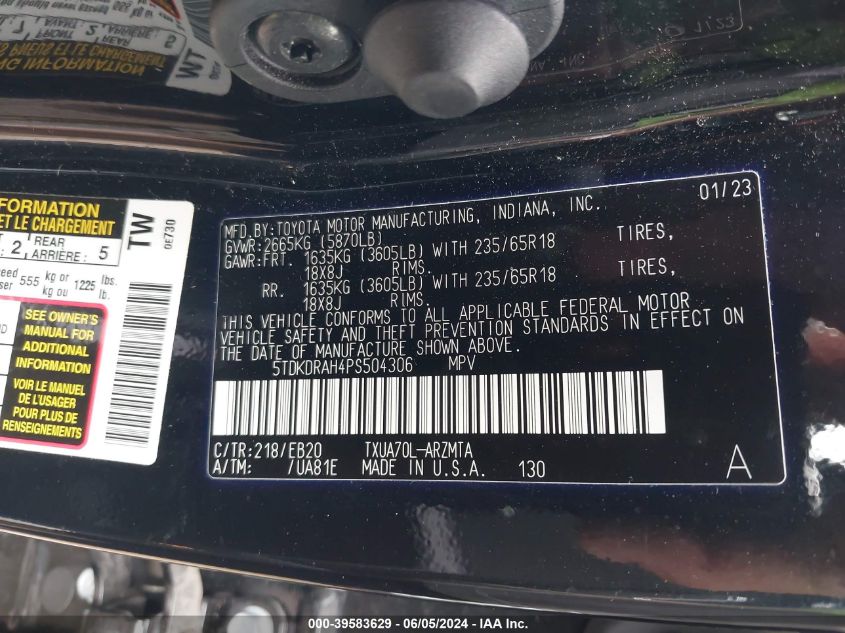 01/23
MFD.BY:TOYOTA MOTOR MANUFACTURING, INDIANA, INC.
GVWR:2665KG (5870LB)
GAWR:FRT. 1635KG (3605LB) WITH 235/65R18 TIRES,
18X8J RIMS.
RR. 1635KG (3605LB) WITH 235/65R18 TIRES,
18X8J RIMS.
THIS VEHICLE CONFORMS TO ALL APPLICABLE FEDERAL MOTOR
VEHICLE SAFETY AND THEFT PREVENTION STANDARDS IN EFFECT ON
THE DATE OF MANUFACTURE SHOWN ABOVE.
5TDKDRAH4PS504306 MPV
C/TR:218/EB20 TXUA70L-ARZMTA
A/TM: /UA81E MADE IN U.S.A. 130
A
FORMATION
ET LE CHARGEMENT
2 REAR
ARRIÈRE: 5
555 kg or 1225 lbs.
kg ou lb.
TW
0E730
SEE OWNER'S
MANUAL FOR
ADDITIONAL
INFORMATION
VOIR LE MANUEL
DE L'USAGER
POUR PLUS DE
RENSEIGNEMENTS
000-39583629 - 06/05/2024 - IAA Inc.